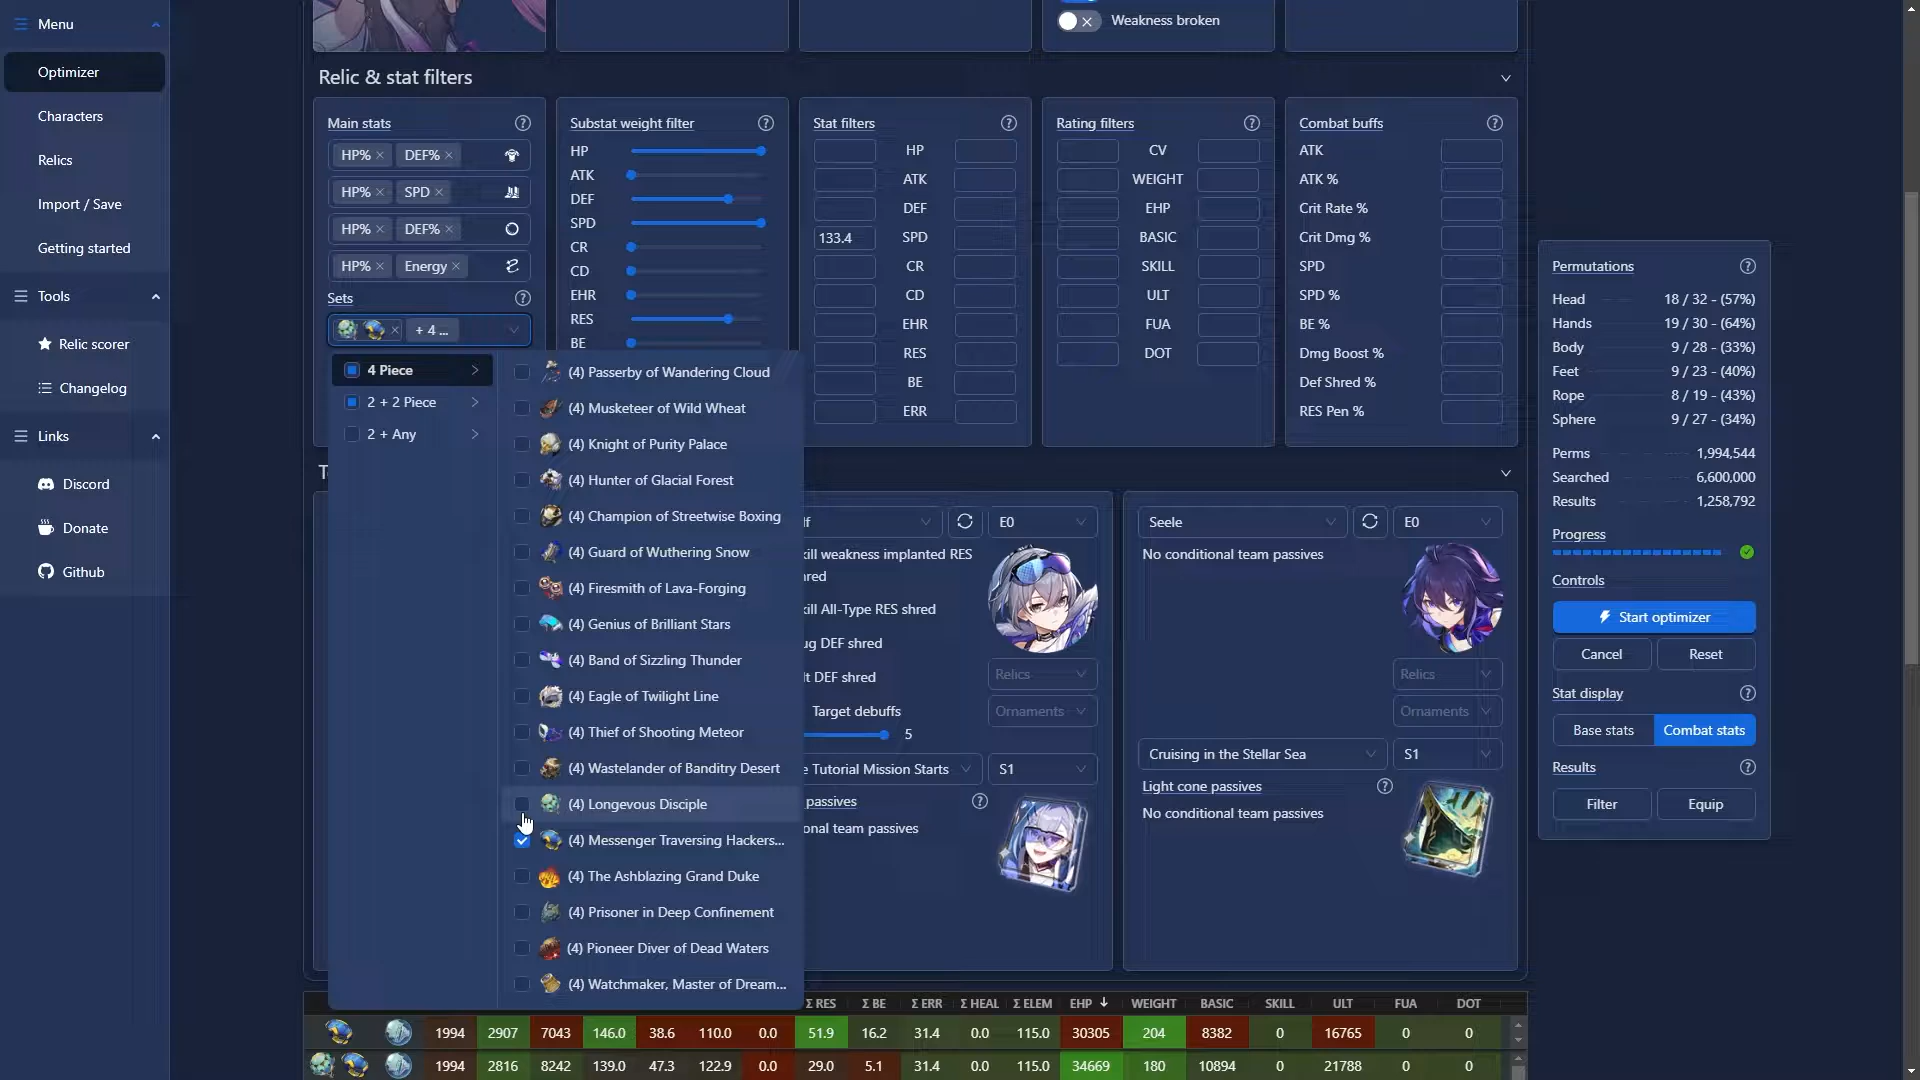 Menu
Optimizer
Characters
Relics
Import / Save
Getting started
Tools
Relic scorer
Changelog
Links
Discord
Donate
Github
Weakness broken
Relic & stat filters
Main stats
HP% DEF%
HP% SPD
HP% DEF%
HP% Energy
Sets
+ 4 ...
4 Piece
2 + 2 Piece
2 + Any
(4) Passerby of Wandering Cloud
(4) Musketeer of Wild Wheat
(4) Knight of Purity Palace
(4) Hunter of Glacial Forest
(4) Champion of Streetwise Boxing
(4) Guard of Wuthering Snow
(4) Firesmith of Lava-Forging
(4) Genius of Brilliant Stars
(4) Band of Sizzling Thunder
(4) Eagle of Twilight Line
(4) Thief of Shooting Meteor
(4) Wastelander of Banditry Desert
(4) Longevous Disciple
(4) Messenger Traversing Hackers...
(4) The Ashblazing Grand Duke
(4) Prisoner in Deep Confinement
(4) Pioneer Diver of Dead Waters
(4) Watchmaker, Master of Dream...
Substat weight filter
HP
ATK
DEF
SPD
CR
CD
EHR
RES
BE
Stat filters
HP
ATK
DEF
133.4 SPD
CR
CD
EHR
RES
BE
ERR
Rating filters
CV
WEIGHT
EHP
BASIC
SKILL
ULT
FUA
DOT
Combat buffs
ATK
ATK %
Crit Rate %
Crit Dmg %
SPD
SPD %
BE %
Dmg Boost %
Def Shred %
RES Pen %
E0
kill weakness implanted RES
red
kill All-Type RES shred
ug DEF shred
lt DEF shred
Target debuffs
5
Relics
Ornaments
e Tutorial Mission Starts S1
passives
onal team passives
Seele E0
No conditional team passives
Relics
Ornaments
Cruising in the Stellar Sea S1
Light cone passives
No conditional team passives
Permutations
Head 18 / 32 - (57%)
Hands 19 / 30 - (64%)
Body 9 / 28 - (33%)
Feet 9 / 23 - (40%)
Rope 8 / 19 - (43%)
Sphere 9 / 27 - (34%)
Perms 1,994,544
Searched 6,600,000
Results 1,258,792
Progress
Controls
Start optimizer
Cancel Reset
Stat display
Base stats Combat stats
Results
Filter Equip
Σ RES Σ BE Σ ERR Σ HEAL Σ ELEM EHP WEIGHT BASIC SKILL ULT FUA DOT
1994 2907 7043 146.0 38.6 110.0 0.0 51.9 16.2 31.4 0.0 115.0 30305 204 8382 0 16765 0 0
1994 2816 8242 139.0 47.3 122.9 0.0 29.0 5.1 31.4 0.0 115.0 34669 180 10894 0 21788 0 0